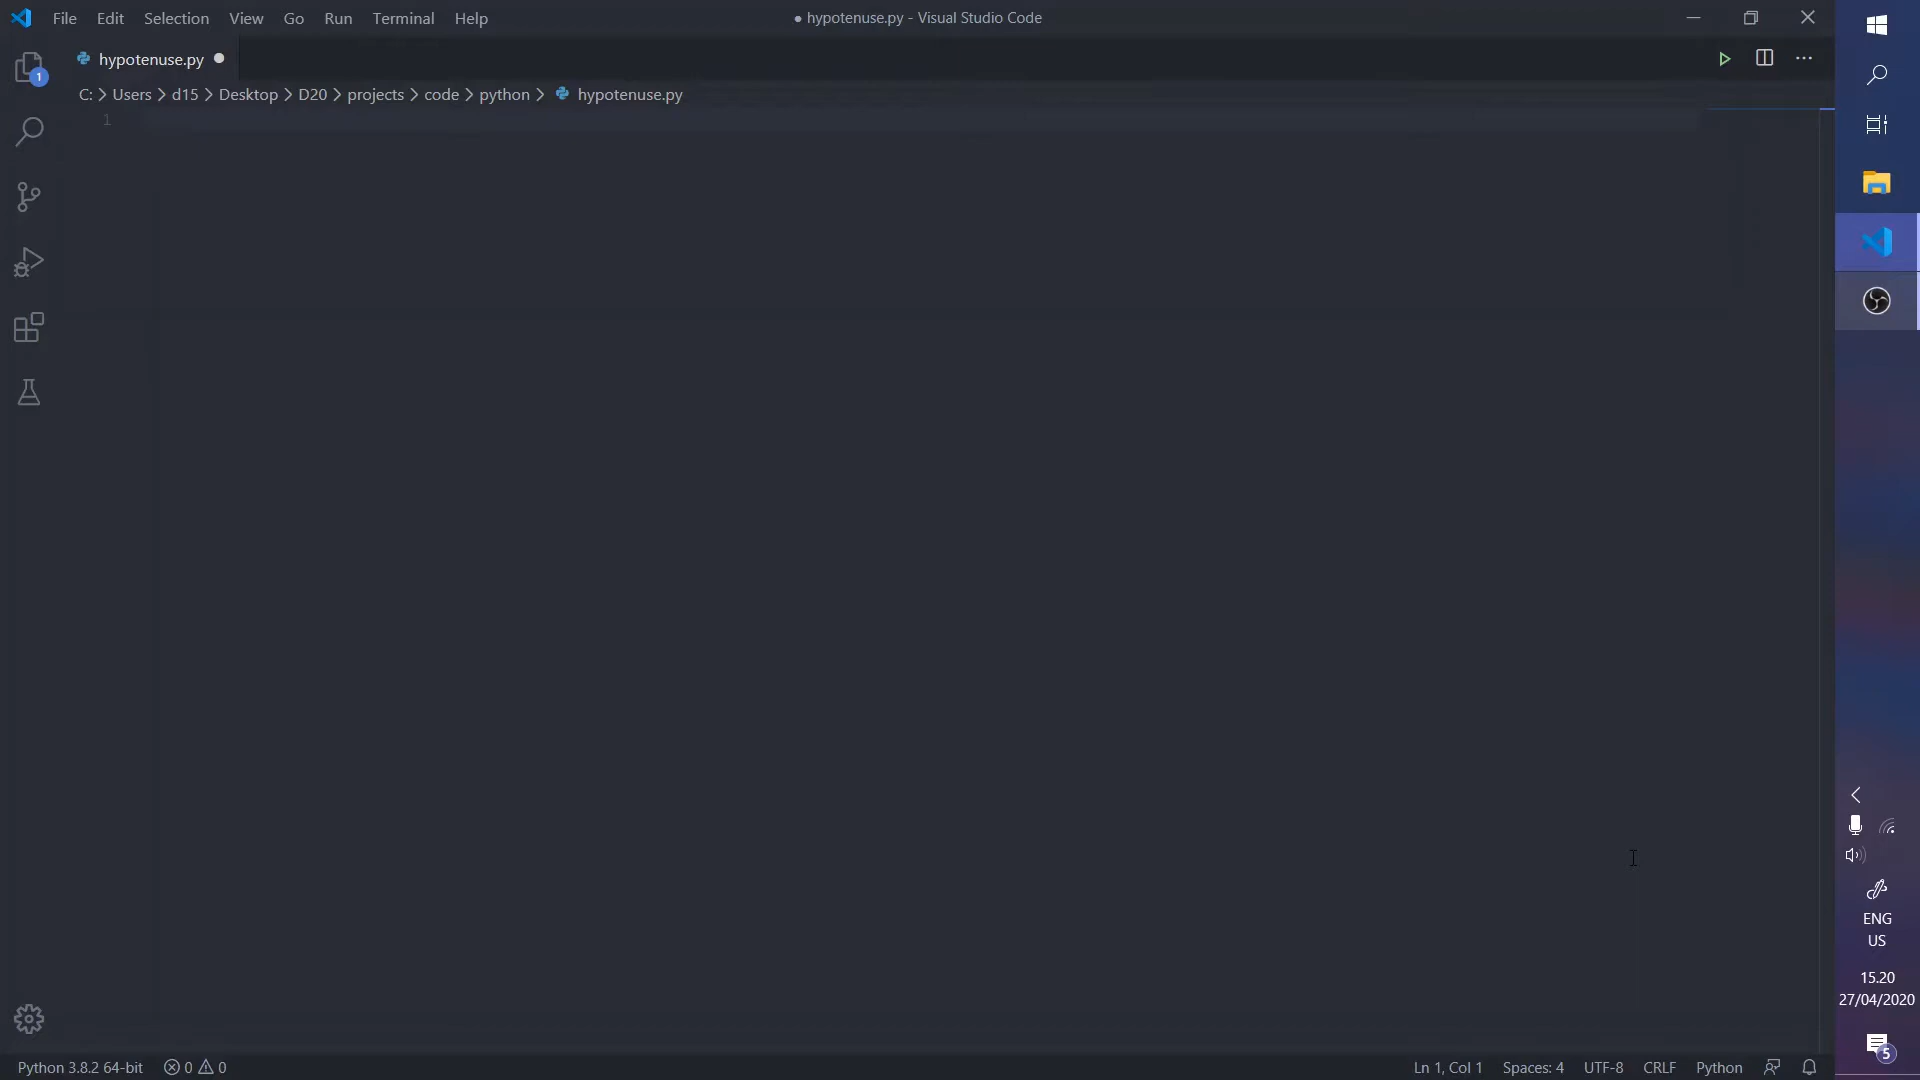 File Edit Selection View Go Run Terminal Help
● hypotenuse.py - Visual Studio Code
hypotenuse.py
1
C: > Users > d15 > Desktop > D20 > projects > code > python > hypotenuse.py
1
ENG
US
15.20
27/04/2020
5
Python 3.8.2 64-bit 0 0
Ln 1, Col 1 Spaces: 4 UTF-8 CRLF Python